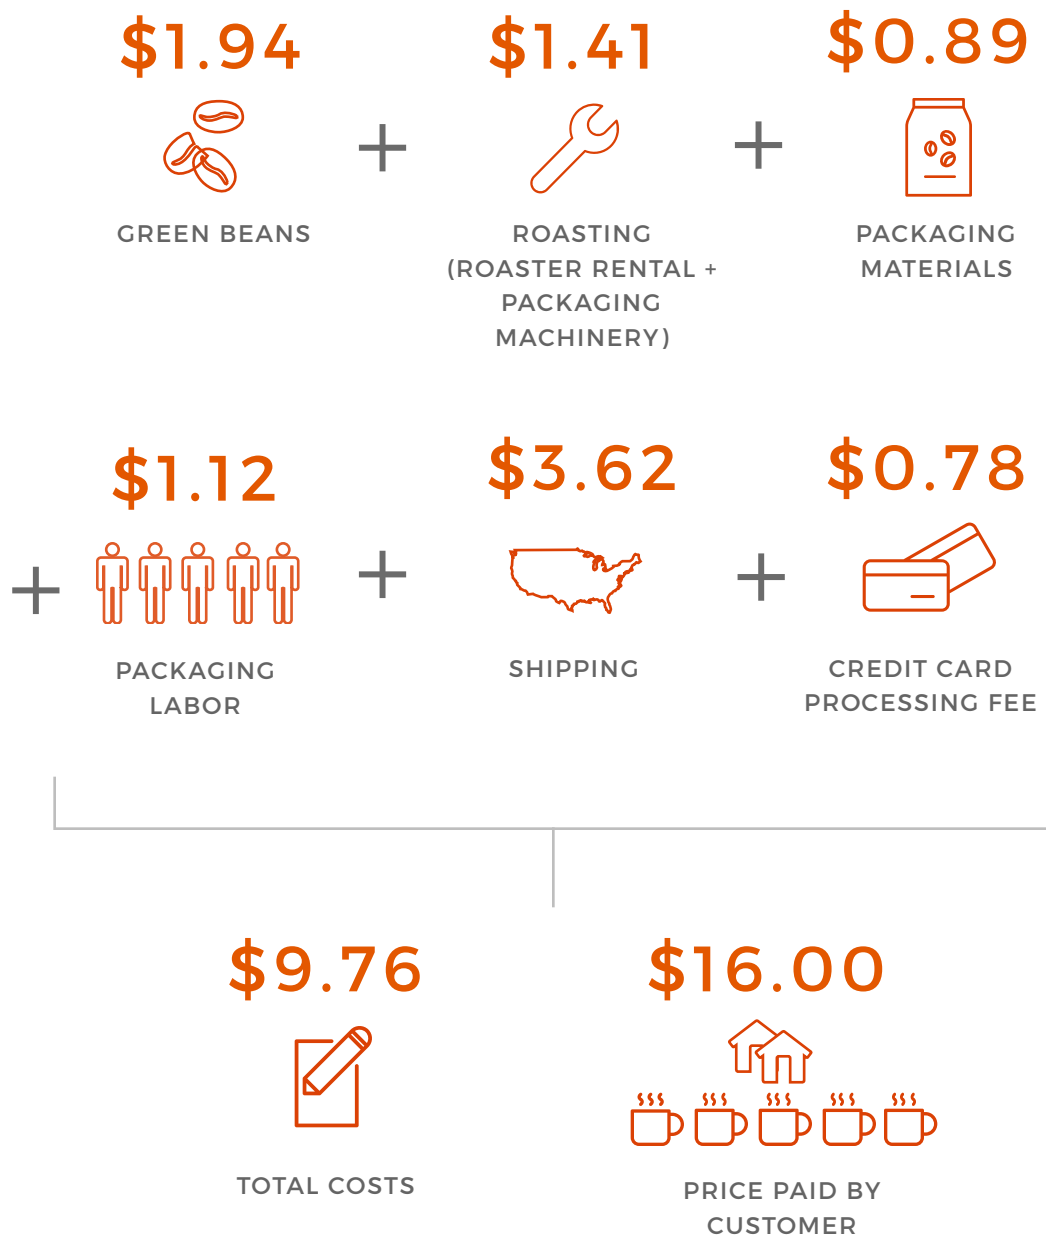 $1.94
GREEN BEANS
+
$1.41
ROASTING
(ROASTER RENTAL +
PACKAGING
MACHINERY)
+
$0.89
PACKAGING
MATERIALS
+
$1.12
PACKAGING
LABOR
+
$3.62
SHIPPING
+
$0.78
CREDIT CARD
PROCESSING FEE
$9.76
TOTAL COSTS
$16.00
PRICE PAID BY
CUSTOMER